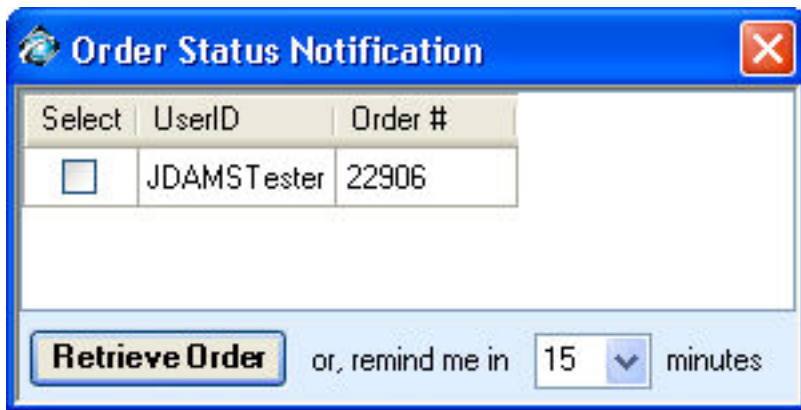 Order Status Notification
Select UserID Order #
JDAMSTester 22906
Retrieve Order or, remind me in 15 minutes